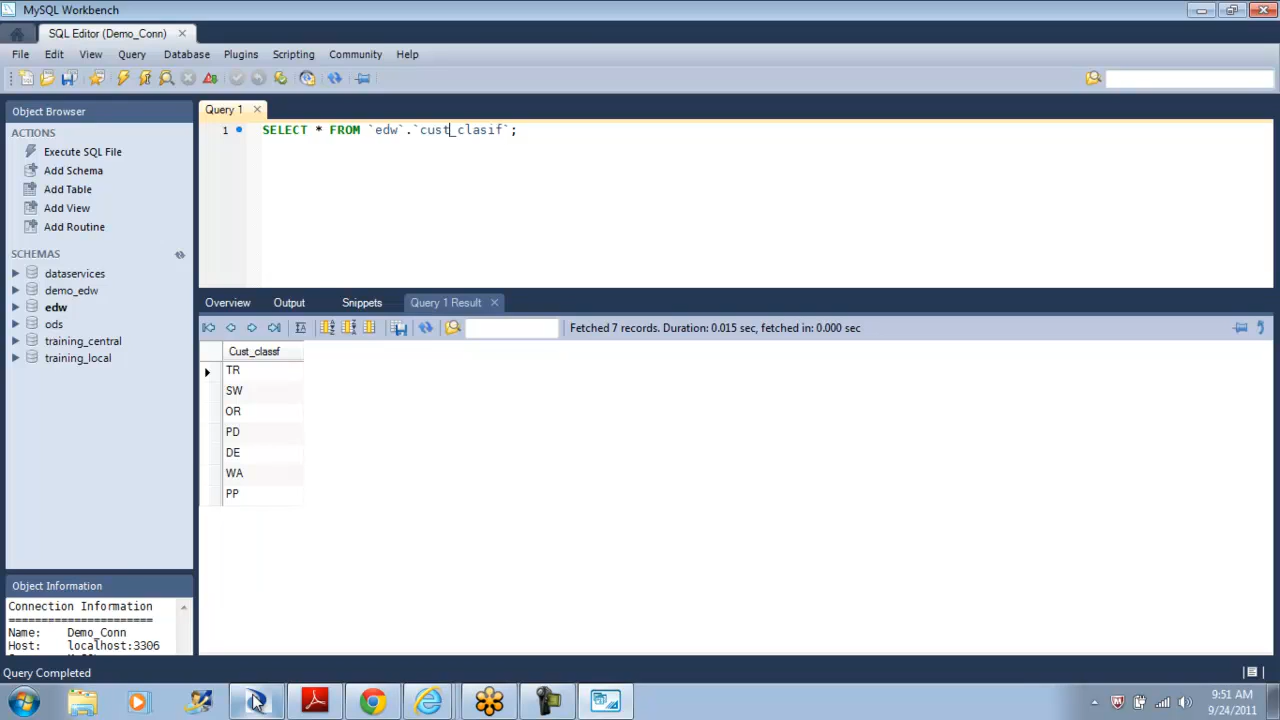 MySQL Workbench
SQL Editor (Demo_Conn)
File Edit View Query Database Plugins Scripting Community Help
Object Browser
ACTIONS
Execute SQL File
Add Schema
Add Table
Add View
Add Routine
SCHEMAS
dataservices
demo_edw
edw
ods
training_central
training_local
Object Information
Connection Information
======================
Name: Demo_Conn
Host: localhost:3306
Query 1
1 SELECT * FROM `edw`.`cust_clasif`;
Overview Output Snippets Query 1 Result
Fetched 7 records. Duration: 0.015 sec, fetched in: 0.000 sec
Cust_classf
TR
SW
OR
PD
DE
WA
PP
Query Completed
9:51 AM
9/24/2011